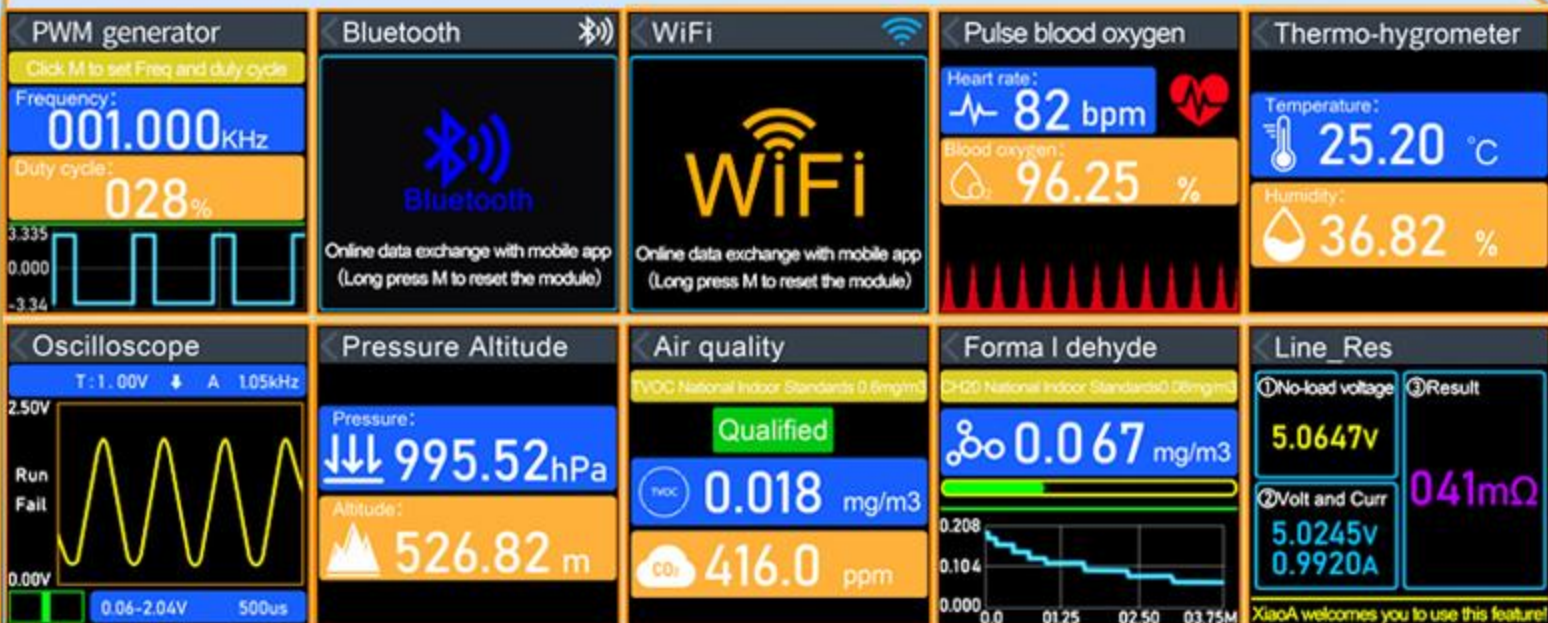 PWM generator
Click M to set Freq and duly cycle
Frequency:
001.000KHz
Duty cycle:
028%
3.335
0.000
-3.34
Bluetooth
Bluetooth
Online data exchange with mobile app
(Long press M to reset the module)
WiFi
WiFi
Online data exchange with mobile app
(Long press M to reset the module)
Pulse blood oxygen
Heart rate:
82 bpm
Blood oxygen:
96.25 %
Thermo-hygrometer
Temperature:
25.20 °C
Humidity:
36.82 %
Oscilloscope
T:1.00V A 1.05kHz
2.50V
Run
Fail
0.00V
0.06-2.04V 500us
Pressure Altitude
Pressure:
995.52hPa
Altitude:
526.82 m
Air quality
TVOC National Indoor Standards 0.6mg/m3
Qualified
TVOC 0.018 mg/m3
CO₂ 416.0 ppm
Forma l dehyde
CH20 National Indoor Standards0.08mg/m3
0.067 mg/m3
0.208
0.104
0.000
0.0 01.25 02.50 03.75M
Line_Res
①No-load voltage
5.0647V
②Volt and Curr
5.0245V
0.9920A
③Result
041mΩ
XiaoA welcomes you to use this feature!